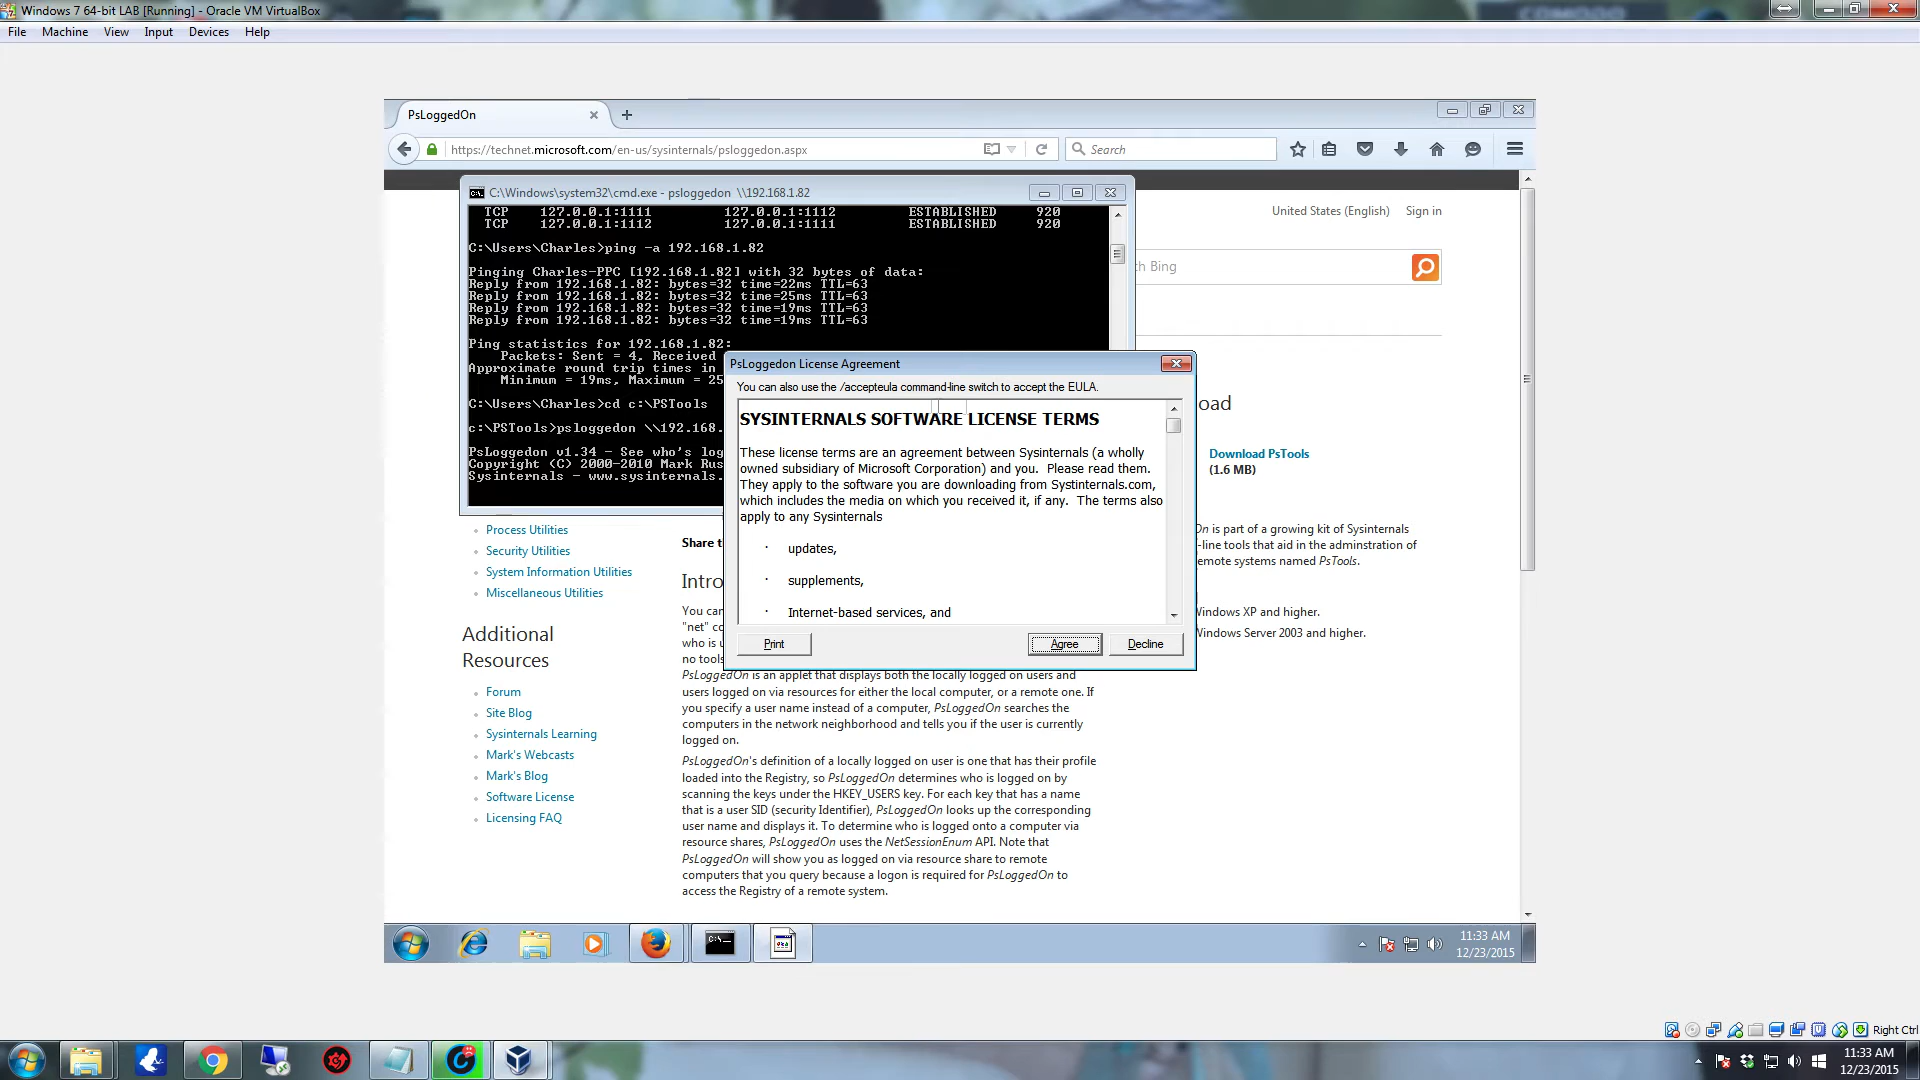 Windows 7 64-bit LAB [Running] - Oracle VM VirtualBox
File Machine View Input Devices Help
PsLoggedOn
https://technet.microsoft.com/en-us/sysinternals/psloggedon.aspx
Search
C:\Windows\system32\cmd.exe - psloggedon \\192.168.1.82
TCP 127.0.0.1:1111 127.0.0.1:1112 ESTABLISHED 920
TCP 127.0.0.1:1112 127.0.0.1:1111 ESTABLISHED 920
C:\Users\Charles>ping -a 192.168.1.82
Pinging Charles-PPC [192.168.1.82] with 32 bytes of data:
Reply from 192.168.1.82: bytes=32 time=22ms TTL=63
Reply from 192.168.1.82: bytes=32 time=25ms TTL=63
Reply from 192.168.1.82: bytes=32 time=19ms TTL=63
Reply from 192.168.1.82: bytes=32 time=19ms TTL=63
Ping statistics for 192.168.1.82:
Packets: Sent = 4, Received
Approximate round trip times in
Minimum = 19ms, Maximum = 25
C:\Users\Charles>cd c:\PSTools
c:\PSTools>psloggedon \\192.168.
PsLoggedon v1.34 - See who's log
Copyright (C) 2000-2010 Mark Rus
Sysinternals - www.sysinternals.
United States (English) Sign in
h Bing
oad
Download PsTools
(1.6 MB)
On is part of a growing kit of Sysinternals
-line tools that aid in the adminstration of
emote systems named PsTools.
Windows XP and higher.
Windows Server 2003 and higher.
PsLoggedon License Agreement
You can also use the /accepteula command-line switch to accept the EULA.
SYSINTERNALS SOFTWARE LICENSE TERMS
These license terms are an agreement between Sysinternals (a wholly
owned subsidiary of Microsoft Corporation) and you. Please read them.
They apply to the software you are downloading from Systinternals.com,
which includes the media on which you received it, if any. The terms also
apply to any Sysinternals
· updates,
· supplements,
· Internet-based services, and
Print Agree Decline
Process Utilities
Security Utilities
System Information Utilities
Miscellaneous Utilities
Additional
Resources
Forum
Site Blog
Sysinternals Learning
Mark's Webcasts
Mark's Blog
Software License
Licensing FAQ
Share t
Intro
You can
"net" co
who is u
no tools
PsLoggedOn is an applet that displays both the locally logged on users and
users logged on via resources for either the local computer, or a remote one. If
you specify a user name instead of a computer, PsLoggedOn searches the
computers in the network neighborhood and tells you if the user is currently
logged on.
PsLoggedOn's definition of a locally logged on user is one that has their profile
loaded into the Registry, so PsLoggedOn determines who is logged on by
scanning the keys under the HKEY_USERS key. For each key that has a name
that is a user SID (security Identifier), PsLoggedOn looks up the corresponding
user name and displays it. To determine who is logged onto a computer via
resource shares, PsLoggedOn uses the NetSessionEnum API. Note that
PsLoggedOn will show you as logged on via resource share to remote
computers that you query because a logon is required for PsLoggedOn to
access the Registry of a remote system.
11:33 AM
12/23/2015
Right Ctrl
11:33 AM
12/23/2015